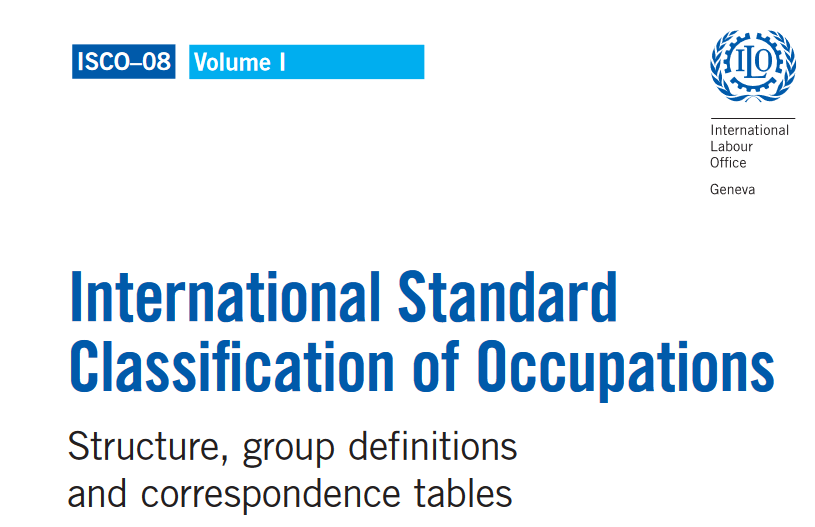 ISCO–08 Volume I
ILO
International
Labour
Office
Geneva
International Standard
Classification of Occupations
Structure, group definitions
and correspondence tables